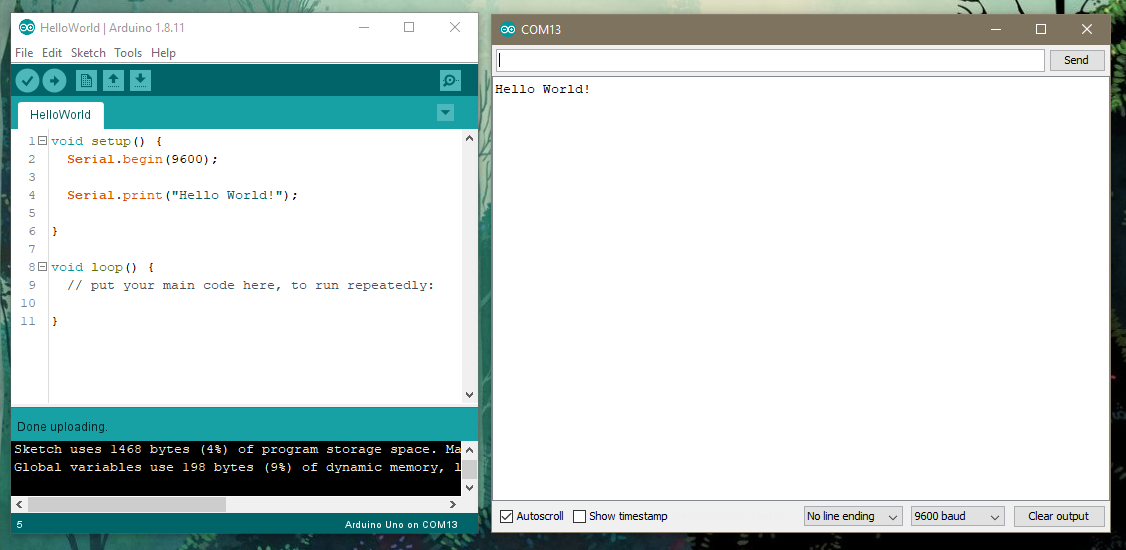 HelloWorld | Arduino 1.8.11
File Edit Sketch Tools Help
HelloWorld
1 void setup() {
2 Serial.begin(9600);
3
4 Serial.print("Hello World!");
5
6 }
7
8 void loop() {
9 // put your main code here, to run repeatedly:
10
11 }
Done uploading.
Sketch uses 1468 bytes (4%) of program storage space. Ma
Global variables use 198 bytes (9%) of dynamic memory, l
5 Arduino Uno on COM13
COM13
Send
Hello World!
Autoscroll Show timestamp No line ending 9600 baud Clear output